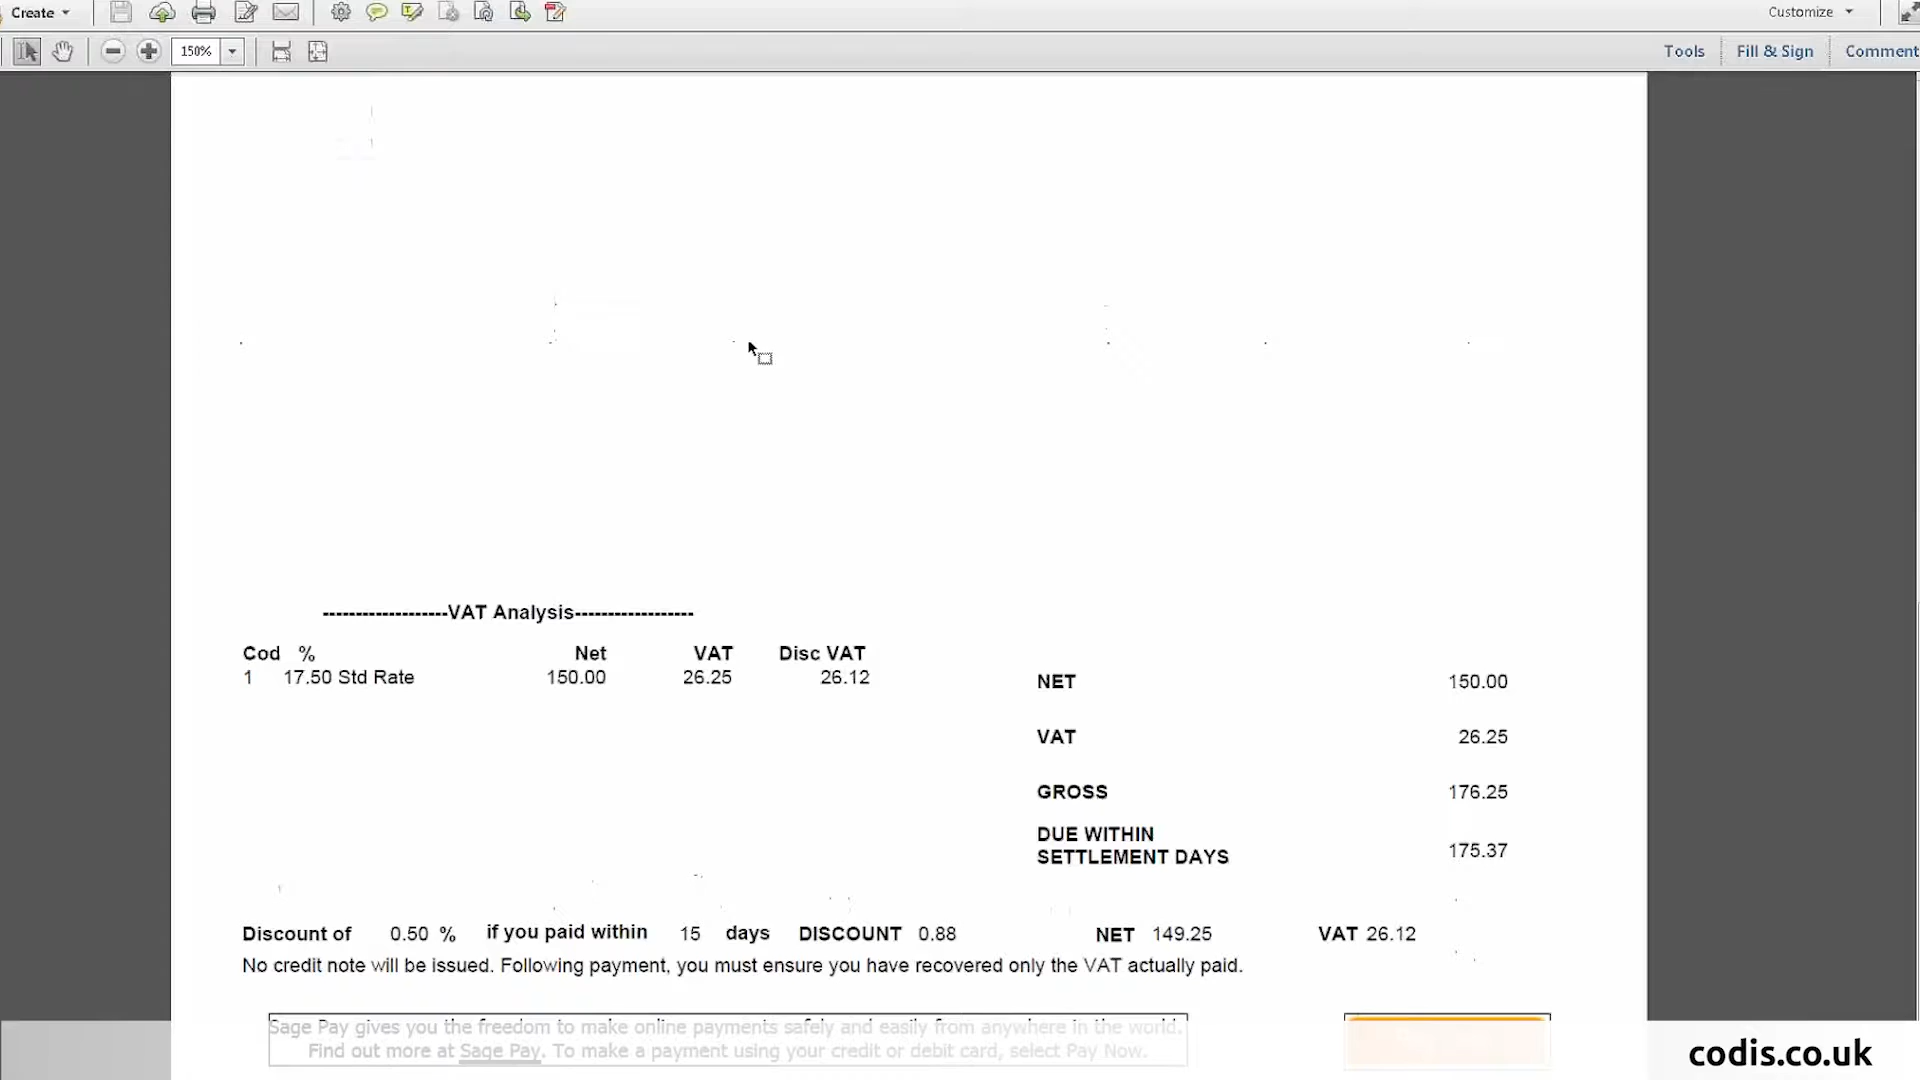 Create
Customize
150%
Tools
Fill & Sign
Comment
-------------------VAT Analysis------------------
Cod % Net VAT Disc VAT
1 17.50 Std Rate 150.00 26.25 26.12
NET 150.00
VAT 26.25
GROSS 176.25
DUE WITHIN
SETTLEMENT DAYS 175.37
Discount of 0.50 % if you paid within 15 days DISCOUNT 0.88 NET 149.25 VAT 26.12
No credit note will be issued. Following payment, you must ensure you have recovered only the VAT actually paid.
Sage Pay gives you the freedom to make online payments safely and easily from anywhere in the world.
Find out more at Sage Pay. To make a payment using your credit or debit card, select Pay Now.
codis.co.uk